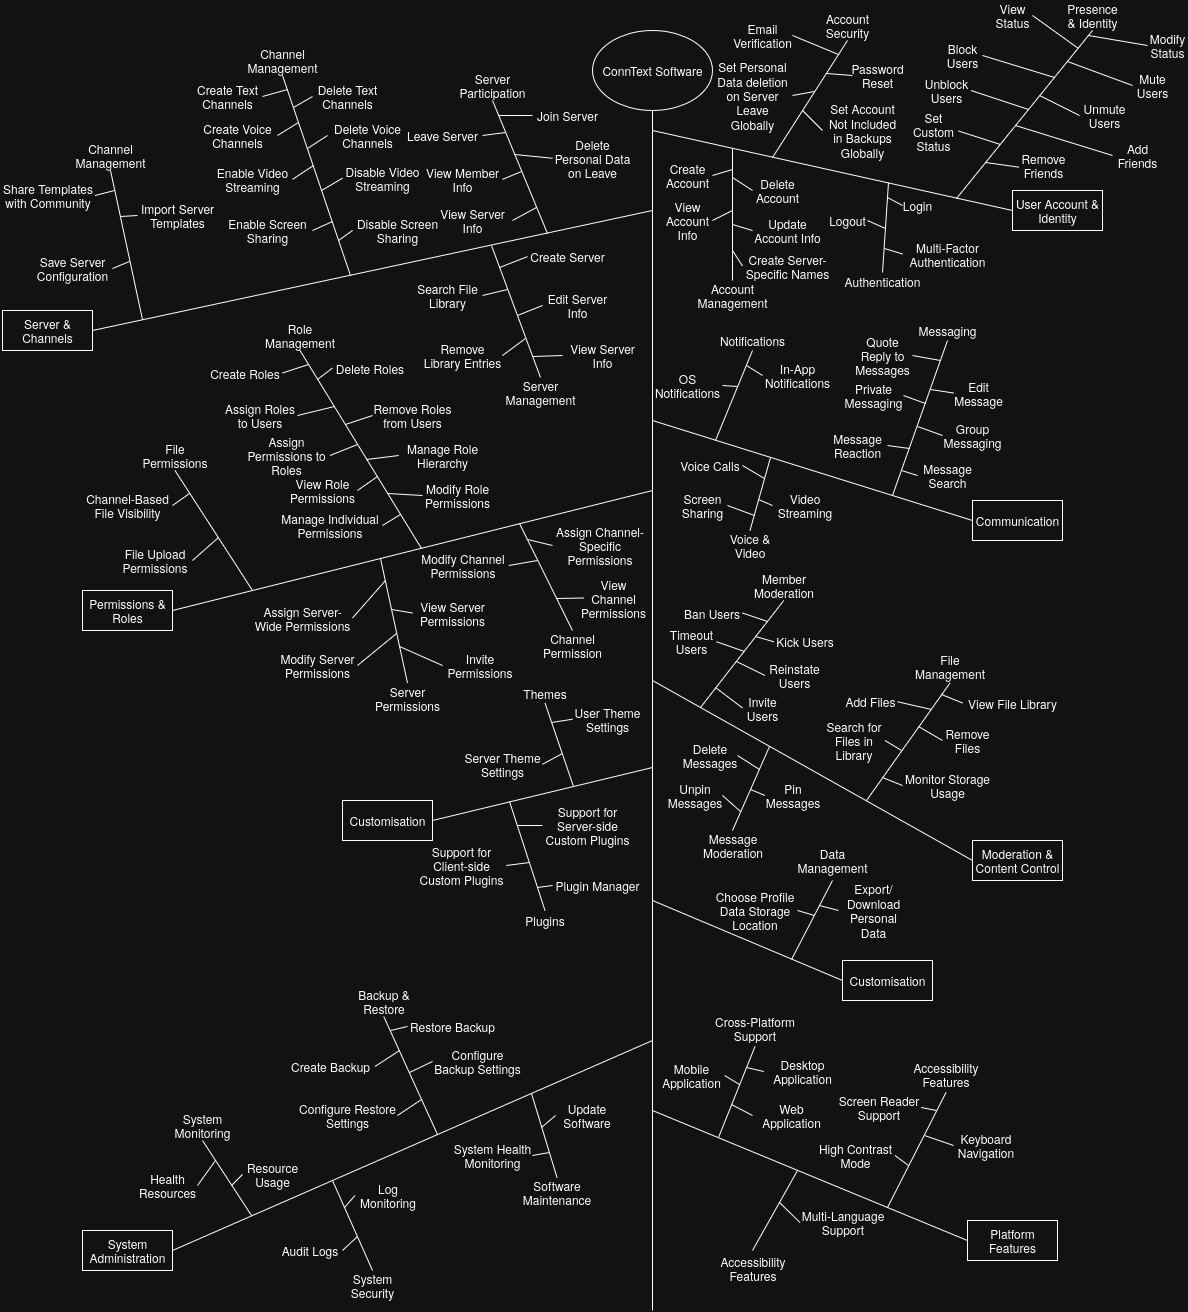 ConnText Software
Email
Verification
Account
Security
Set Personal
Data deletion
on Server
Leave
Globally
Password
Reset
Set Account
Not Included
in Backups
Globally
View
Status
Presence
& Identity
Modify
Status
Block
Users
Mute
Users
Unblock
Users
Unmute
Users
Set
Custom
Status
Add
Friends
Remove
Friends
User Account &
Identity
Create
Account
Delete
Account
View
Account
Info
Update
Account Info
Create Server-
Specific Names
Account
Management
Login
Logout
Multi-Factor
Authentication
Authentication
Channel
Management
Share Templates
with Community
Import Server
Templates
Save Server
Configuration
Channel
Management
Create Text
Channels
Delete Text
Channels
Create Voice
Channels
Delete Voice
Channels
Enable Video
Streaming
Disable Video
Streaming
Enable Screen
Sharing
Disable Screen
Sharing
Server
Participation
Join Server
Leave Server
Delete
Personal Data
on Leave
View Member
Info
View Server
Info
Create Server
Search File
Library
Edit Server
Info
Remove
Library Entries
View Server
Info
Server
Management
Server &
Channels
Notifications
OS
Notifications
In-App
Notifications
Messaging
Quote
Reply to
Messages
Edit
Message
Private
Messaging
Group
Messaging
Message
Reaction
Message
Search
Voice Calls
Screen
Sharing
Video
Streaming
Voice &
Video
Communication
Role
Management
Create Roles
Delete Roles
Assign Roles
to Users
Remove Roles
from Users
Assign
Permissions to
Roles
Manage Role
Hierarchy
View Role
Permissions
Modify Role
Permissions
Manage Individual
Permissions
File
Permissions
Channel-Based
File Visibility
File Upload
Permissions
Assign Channel-
Specific
Permissions
Modify Channel
Permissions
View
Channel
Permissions
Channel
Permission
Assign Server-
Wide Permissions
View Server
Permissions
Modify Server
Permissions
Invite
Permissions
Server
Permissions
Permissions &
Roles
Member
Moderation
Ban Users
Kick Users
Timeout
Users
Reinstate
Users
Invite
Users
File
Management
Add Files
View File Library
Search for
Files in
Library
Remove
Files
Monitor Storage
Usage
Delete
Messages
Unpin
Messages
Pin
Messages
Message
Moderation
Moderation &
Content Control
Themes
User Theme
Settings
Server Theme
Settings
Customisation
Support for
Server-side
Custom Plugins
Support for
Client-side
Custom Plugins
Plugin Manager
Plugins
Data
Management
Choose Profile
Data Storage
Location
Export/
Download
Personal
Data
Customisation
Backup &
Restore
Restore Backup
Create Backup
Configure
Backup Settings
Configure Restore
Settings
System
Monitoring
Health
Resources
Resource
Usage
Update
Software
System Health
Monitoring
Software
Maintenance
Log
Monitoring
Audit Logs
System
Security
System
Administration
Cross-Platform
Support
Mobile
Application
Desktop
Application
Web
Application
Accessibility
Features
Screen Reader
Support
Keyboard
Navigation
High Contrast
Mode
Multi-Language
Support
Accessibility
Features
Platform
Features